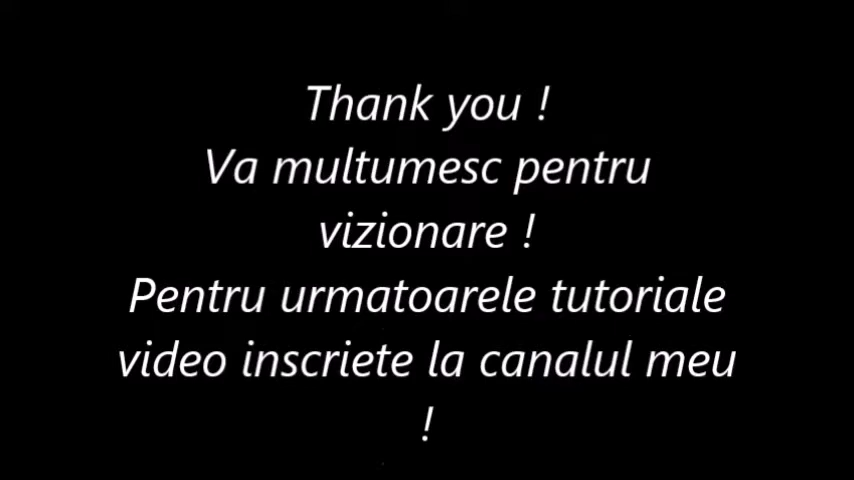 Thank you !
Va multumesc pentru
vizionare !
Pentru urmatoarele tutoriale
video inscriete la canalul meu
!